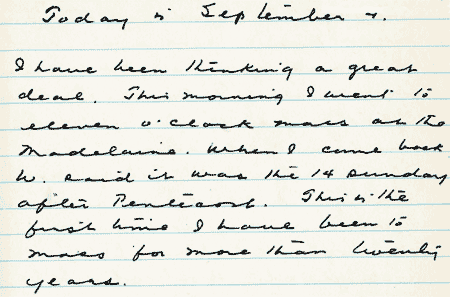 Today is September 4.
I have been thinking a great
deal. This morning I went to
eleven o'clock mass at the
Madelaine. When I came back
W. said it was the 14 Sunday
after Pentecost. This is the
first time I have been to
mass for more than twenty
years.